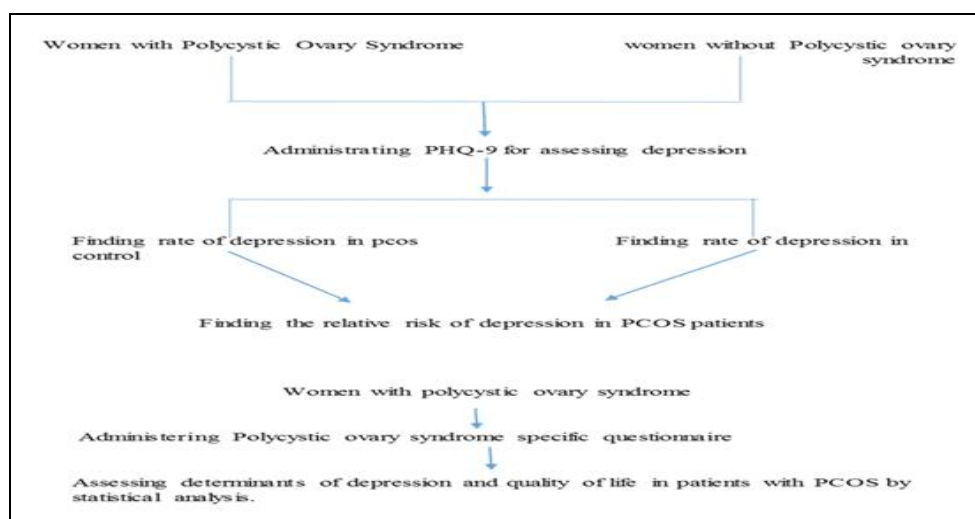 Women with Polycystic Ovary Syndrome
women without Polycystic ovary
syndrome
Administrating PHQ-9 for assessing depression
Finding rate of depression in pcos
control
Finding rate of depression in
Finding the relative risk of depression in PCOS patients
Women with polycystic ovary syndrome
Administering Polycystic ovary syndrome specific questionnaire
Assessing determinants of depression and quality of life in patients with PCOS by
statistical analysis.